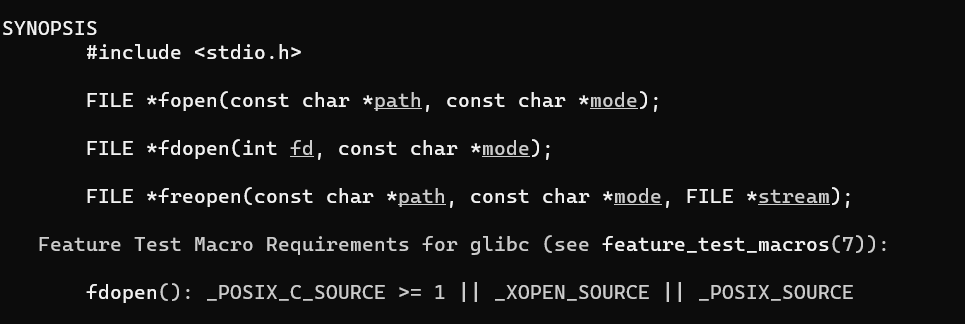 SYNOPSIS
#include <stdio.h>
FILE *fopen(const char *path, const char *mode);
FILE *fdopen(int fd, const char *mode);
FILE *freopen(const char *path, const char *mode, FILE *stream);
Feature Test Macro Requirements for glibc (see feature_test_macros(7)):
fdopen(): _POSIX_C_SOURCE >= 1 || _XOPEN_SOURCE || _POSIX_SOURCE